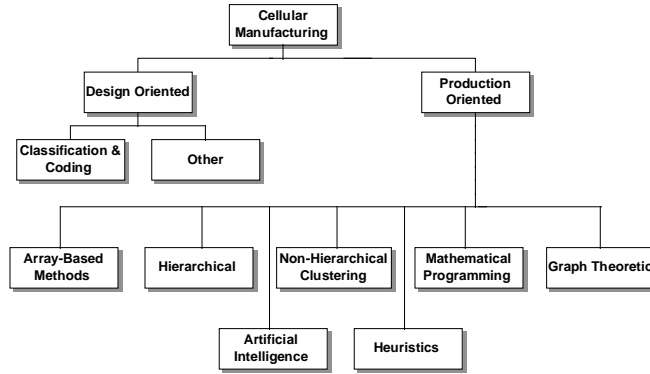 Cellular
Manufacturing
Design Oriented
Production
Oriented
Classification &
Coding
Other
Array-Based
Methods
Hierarchical
Non-Hierarchical
Clustering
Mathematical
Programming
Graph Theoretic
Artificial
Intelligence
Heuristics